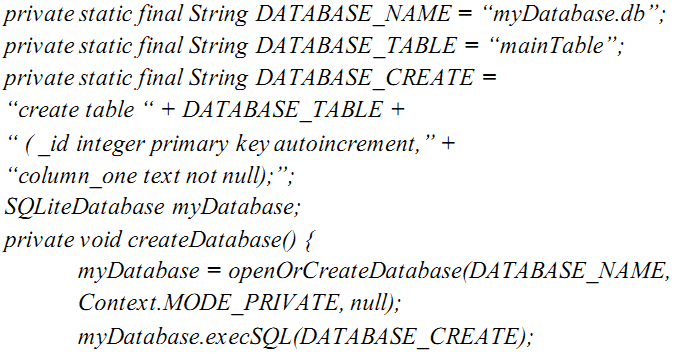 private static final String DATABASE_NAME = “myDatabase.db”;
private static final String DATABASE_TABLE = “mainTable”;
private static final String DATABASE_CREATE =
“create table “ + DATABASE_TABLE +
“ ( _id integer primary key autoincrement,” +
“column_one text not null);”;
SQLiteDatabase myDatabase;
private void createDatabase() {
myDatabase = openOrCreateDatabase(DATABASE_NAME,
Context.MODE_PRIVATE, null);
myDatabase.execSQL(DATABASE_CREATE);